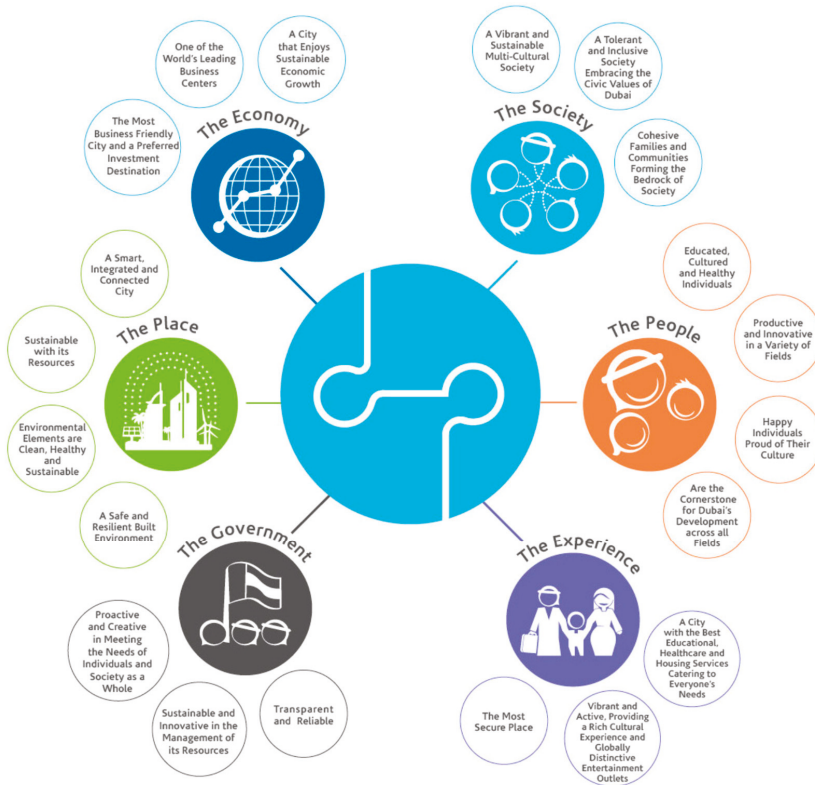 The Economy
One of the
World's Leading
Business
Centers
A City
that Enjoys
Sustainable
Economic
Growth
The Most
Business Friendly
City and a Preferred
Investment
Destination
The Society
A Vibrant and
Sustainable
Multi-Cultural
Society
A Tolerant
and Inclusive
Society
Embracing the
Civic Values of
Dubai
Cohesive
Families and
Communities
Forming the
Bedrock of
Society
The Place
A Smart,
Integrated and
Connected
City
Sustainable
with its
Resources
Environmental
Elements are
Clean, Healthy
and
Sustainable
A Safe and
Resilient Built
Environment
The People
Educated,
Cultured
and Healthy
Individuals
Productive
and Innovative
in a Variety of
Fields
Happy
Individuals
Proud of Their
Culture
Are the
Cornerstone
for Dubai's
Development
across all
Fields
The Government
Proactive
and Creative
in Meeting
the Needs of
Individuals and
Society as a
Whole
Sustainable and
Innovative in the
Management of
its Resources
Transparent
and Reliable
The Experience
A City
with the Best
Educational,
Healthcare and
Housing Services
Catering to
Everyone's
Needs
The Most
Secure Place
Vibrant and
Active, Providing
a Rich Cultural
Experience and
Globally
Distinctive
Entertainment
Outlets